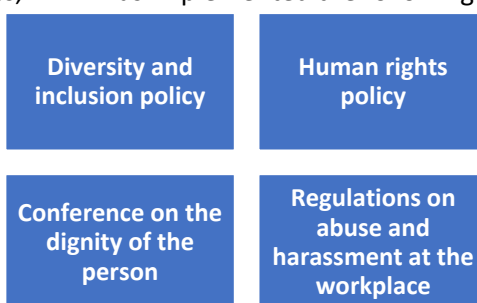 Diversity and
inclusion policy
Human rights
policy
Conference on the
dignity of the
person
Regulations on
abuse and
harassment at the
workplace